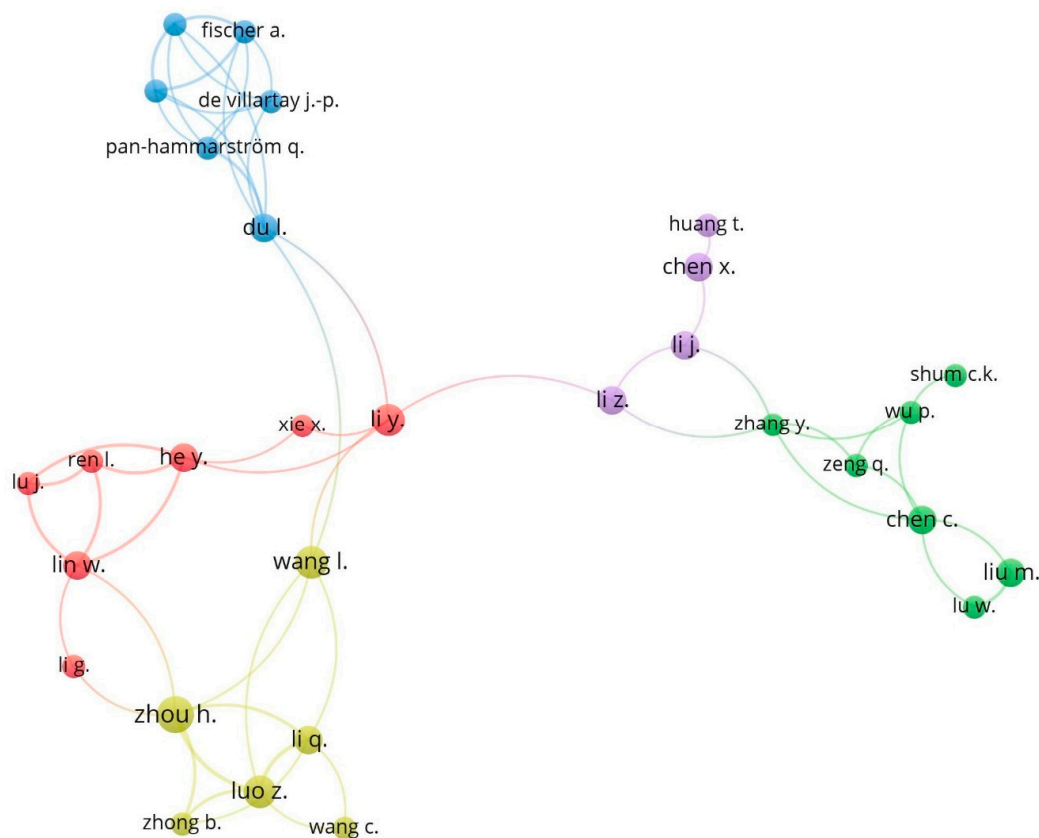 fischer a.
de villartay j.-p.
pan-hammarström q.
du l.
huang t.
chen x.
li j.
li z.
shum c.k.
wu p.
zhang y.
zeng q.
chen c.
liu m.
lu w.
li y.
xie x.
he y.
ren l.
lu j.
lin w.
li g.
wang l.
zhou h.
li q.
luo z.
zhong b.
wang c.